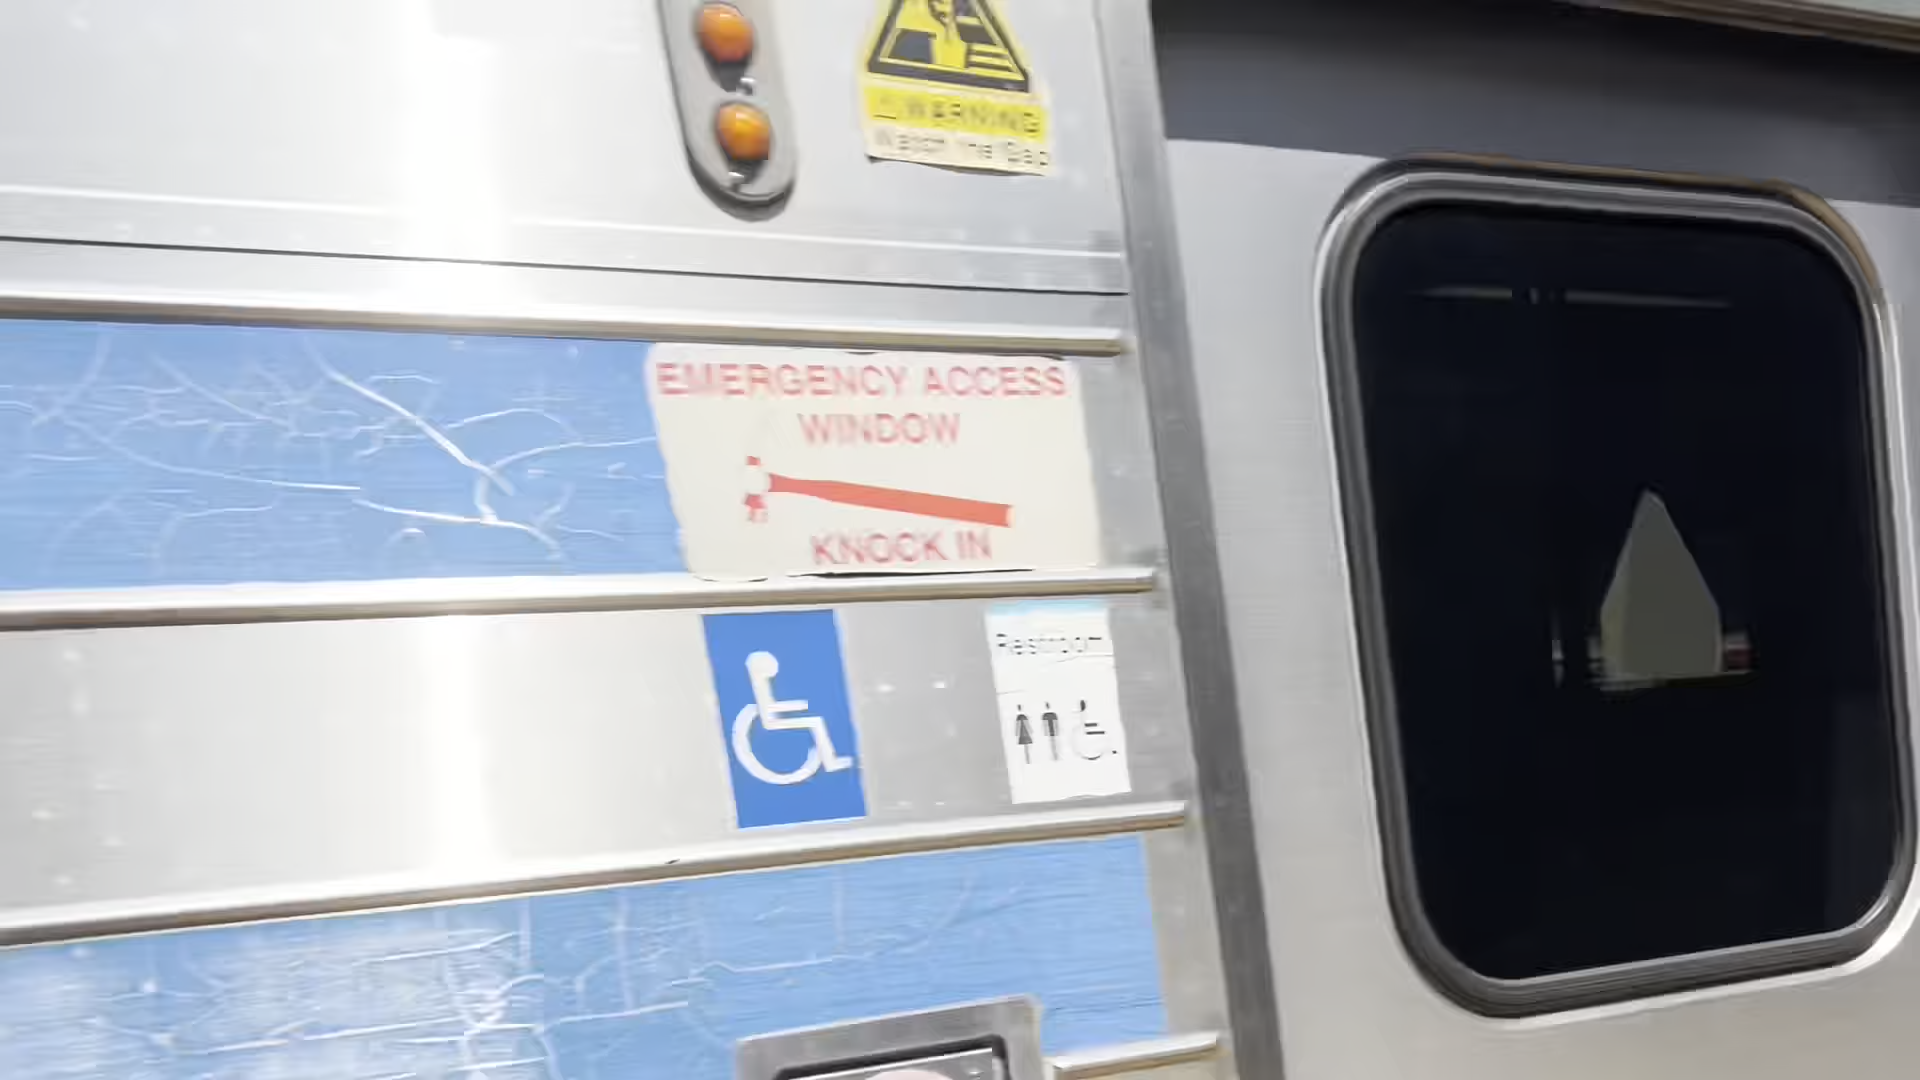 ⚠WARNING
Watch the Gap
EMERGENCY ACCESS
WINDOW
KNOCK IN
Restroom